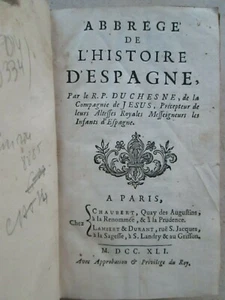 ABBREGÉ
DE
L'HISTOIRE
D'ESPAGNE,
Par le R. P. DUCHESNE, de la
Compagnie de JESUS, Précepteur de
leurs Altesses Royales Messeigneurs les
Infants d'Espagne.
A PARIS,
Chez
CHAUBERT, Quay des Augustins,
à la Renommée, & à la Prudence.
LAMBERT & DURANT, ruë S. Jacques,
à la Sagesse, à S. Landry & au Griffon.
M. DCC. XLI.
Avec Approbation & Privilege du Roy.